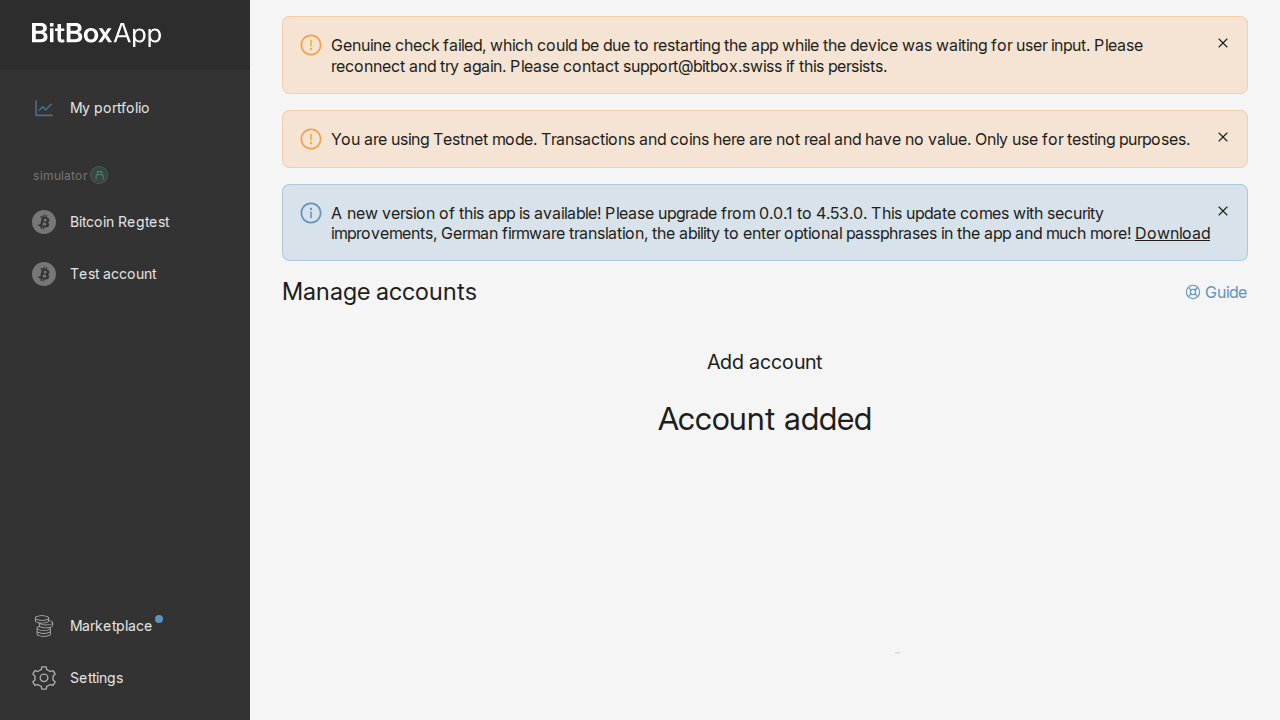 BitBoxApp
My portfolio
simulator
Bitcoin Regtest
Test account
Marketplace
Settings
Genuine check failed, which could be due to restarting the app while the device was waiting for user input. Please
reconnect and try again. Please contact support@bitbox.swiss if this persists.
You are using Testnet mode. Transactions and coins here are not real and have no value. Only use for testing purposes.
A new version of this app is available! Please upgrade from 0.0.1 to 4.53.0. This update comes with security
improvements, German firmware translation, the ability to enter optional passphrases in the app and much more! Download
Manage accounts
Guide
Add account
Account added